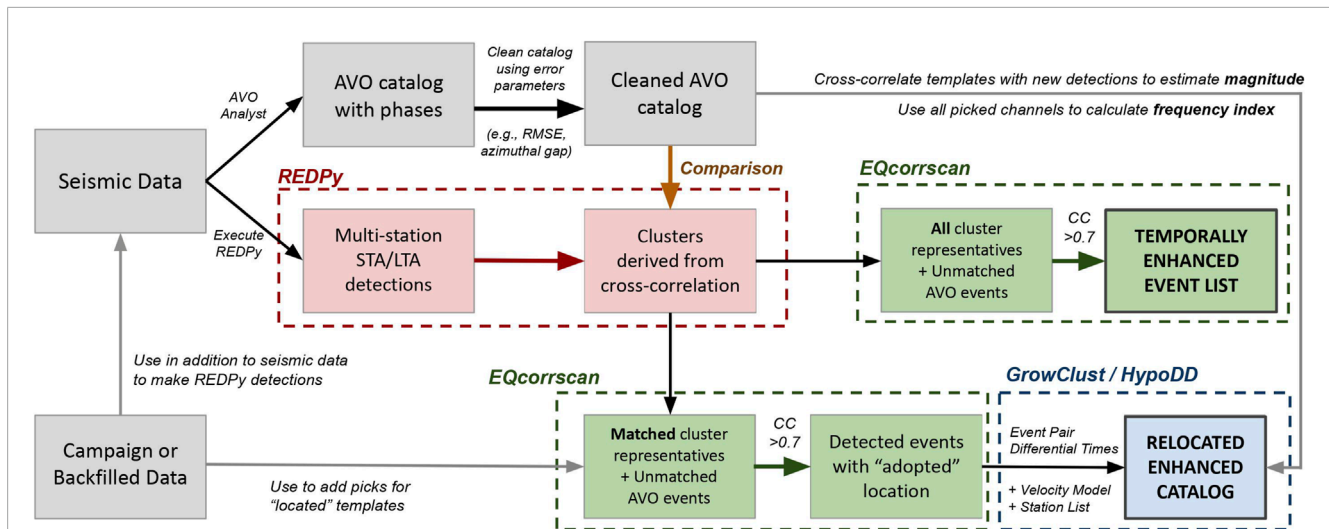 AVO
Analyst
AVO catalog
with phases
Clean catalog
using error
parameters
(e.g., RMSE,
azimuthal gap)
Cleaned AVO
catalog
Cross-correlate templates with new detections to estimate magnitude
Use all picked channels to calculate frequency index
Seismic Data
Execute
REDPy
REDPy
Multi-station
STA/LTA
detections
Comparison
Clusters
derived from
cross-correlation
EQcorrscan
All cluster
representatives
+ Unmatched
AVO events
CC
>0.7
TEMPORALLY
ENHANCED
EVENT LIST
Use in addition to seismic data
to make REDPy detections
Campaign or
Backfilled Data
Use to add picks for
“located” templates
EQcorrscan
Matched cluster
representatives
+ Unmatched
AVO events
CC
>0.7
Detected events
with “adopted”
location
GrowClust / HypoDD
Event Pair
Differential Times
+ Velocity Model
+ Station List
RELOCATED
ENHANCED
CATALOG